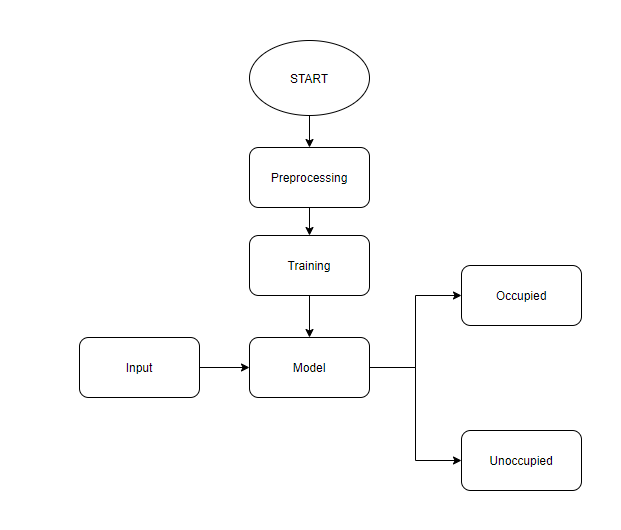 START
Preprocessing
Training
Occupied
Input
Model
Unoccupied